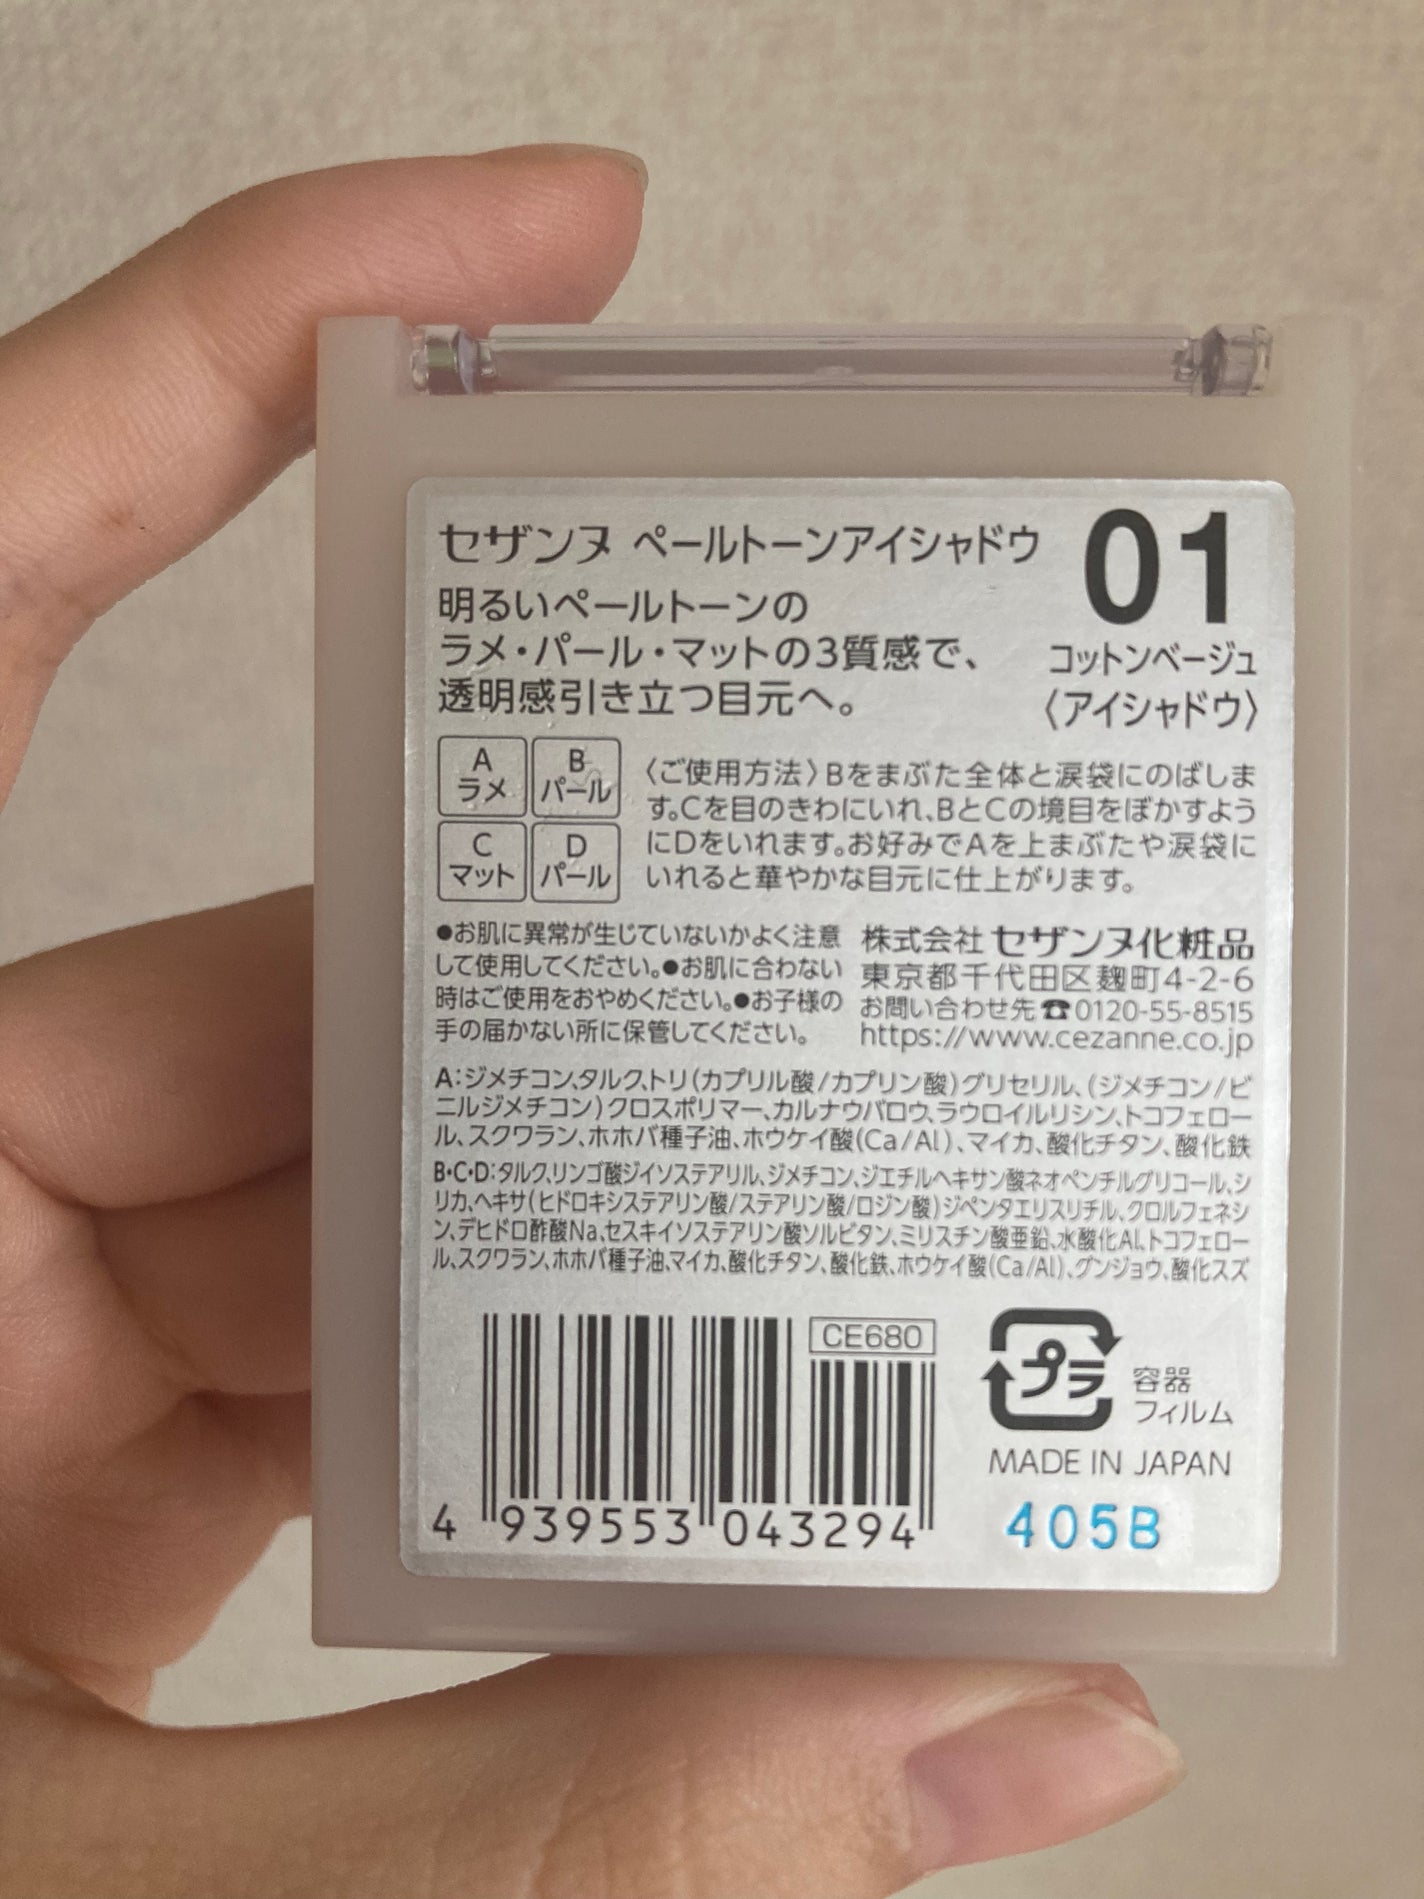 セザンヌ ペールトーンアイシャドウ
01
コットンベージュ
〈アイシャドウ〉
明るいペールトーンの
ラメ・パール・マットの3質感で、
透明感引き立つ目元へ。
A
ラメ
B
パール
C
マット
D
パール
〈ご使用方法〉Bをまぶた全体と涙袋にのばしま
す。Cを目のきわにいれ、BとCの境目をぼかすよう
にDをいれます。お好みでAを上まぶたや涙袋に
いれると華やかな目元に仕上がります。
●お肌に異常が生じていないかよく注意
して使用してください。●お肌に合わない
時はご使用をおやめください。●お子様の
手の届かない所に保管してください。
株式会社 セザンヌ化粧品
東京都千代田区麹町4-2-6
お問い合わせ先☎0120-55-8515
https://www.cezanne.co.jp
A:ジメチコン、タルク、トリ(カプリル酸/カプリン酸)グリセリル、(ジメチコン/ビ
ニルジメチコン)クロスポリマー、カルナウバロウ、ラウロイルリシン、トコフェロー
ル、スクワラン、ホホバ種子油、ホウケイ酸(Ca/Al)、マイカ、酸化チタン、酸化鉄
B・C・D:タルク、リンゴ酸ジイソステアリル、ジメチコン、ジエチルヘキサン酸ネオペンチルグリコール、シ
リカ、ヘキサ(ヒドロキシステアリン酸/ステアリン酸/ロジン酸)ジペンタエリスリチル、クロルフェネシ
ン、デヒドロ酢酸Na、セスキイソステアリン酸ソルビタン、ミリスチン酸亜鉛、水酸化Al、トコフェロー
ル、スクワラン、ホホバ種子油、マイカ、酸化チタン、酸化鉄、ホウケイ酸(Ca/Al)、グンジョウ、酸化スズ
CE680
4 939553 043294
プラ
容器
フィルム
MADE IN JAPAN
405B